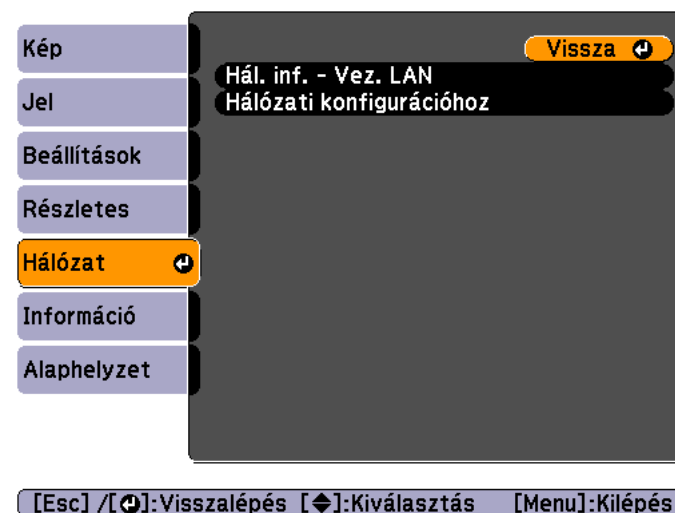 Kép
Jel
Beállítások
Részletes
Hálózat
Információ
Alaphelyzet
Vissza
Hál. inf. - Vez. LAN
Hálózati konfigurációhoz
[Esc] /[⏎]:Visszalépés [◆]:Kiválasztás [Menu]:Kilépés